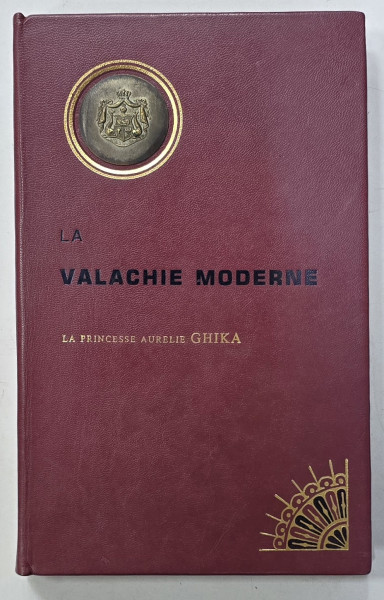 LA
VALACHIE MODERNE
LA PRINCESSE AURELIE GHIKA